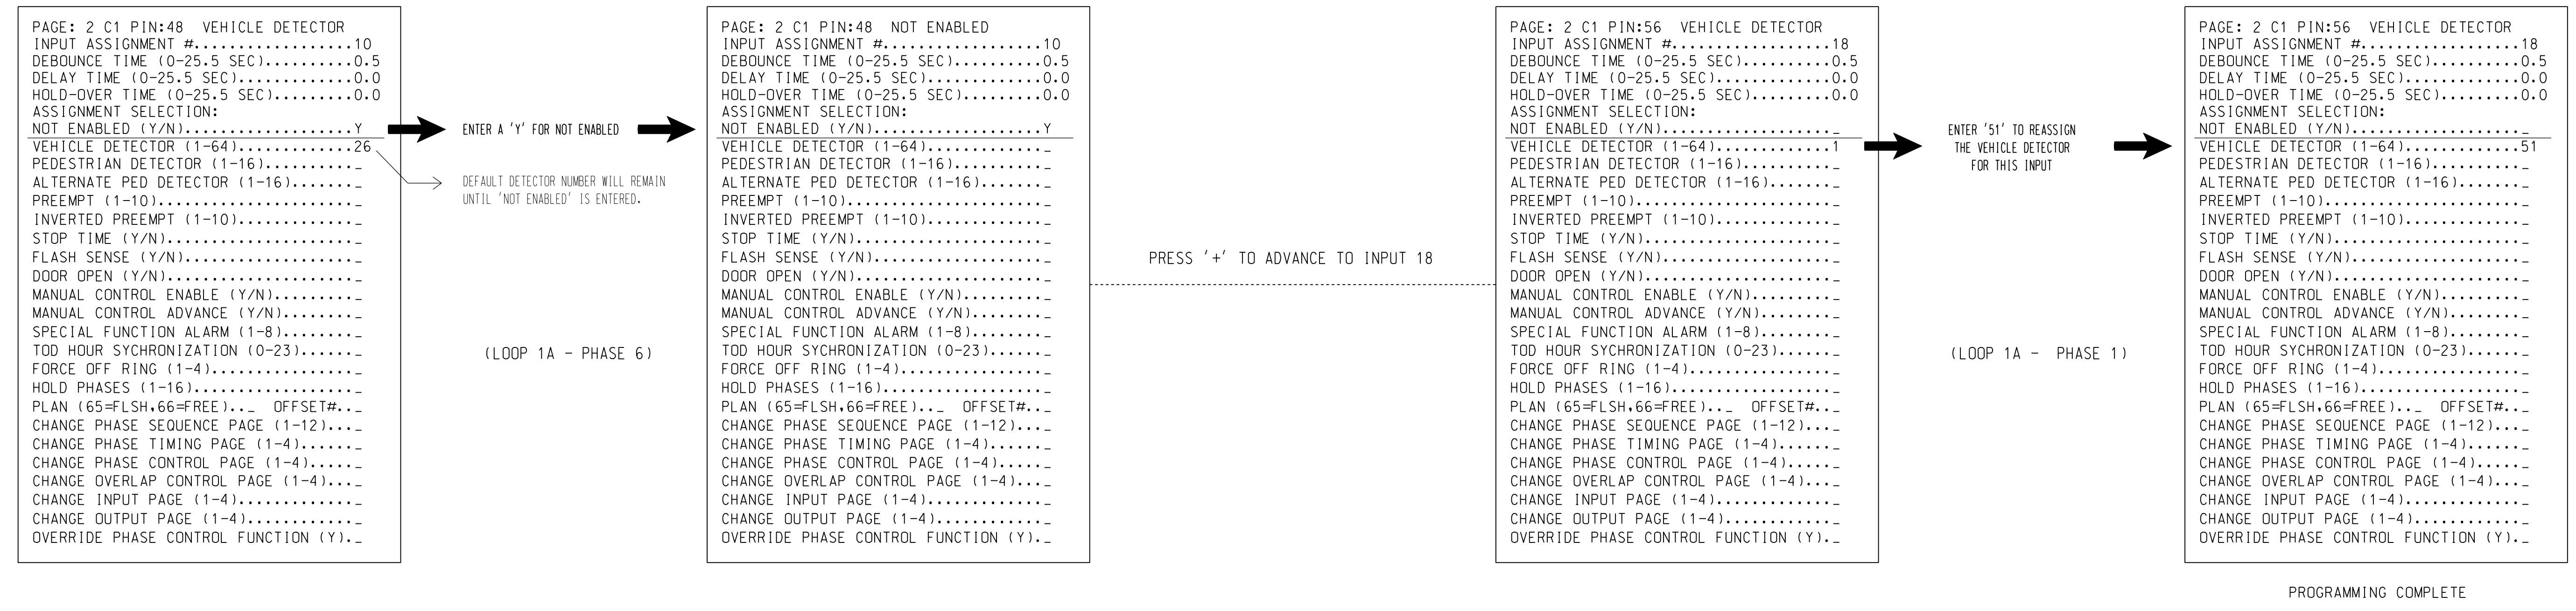 PAGE: 2 C1 PIN:48  VEHICLE DETECTOR
INPUT ASSIGNMENT #..................10
DEBOUNCE TIME (0-25.5 SEC)..........0.5
DELAY TIME (0-25.5 SEC).............0.0
HOLD-OVER TIME (0-25.5 SEC).........0.0
ASSIGNMENT SELECTION:
NOT ENABLED (Y/N)...................Y
VEHICLE DETECTOR (1-64).............26
PEDESTRIAN DETECTOR (1-16).........._
ALTERNATE PED DETECTOR (1-16)......._
PREEMPT (1-10)......................_
INVERTED PREEMPT (1-10)............._
STOP TIME (Y/N)....................._
FLASH SENSE (Y/N)..................._
DOOR OPEN (Y/N)....................._
MANUAL CONTROL ENABLE (Y/N)........._
MANUAL CONTROL ADVANCE (Y/N)........_
SPECIAL FUNCTION ALARM (1-8)........_
TOD HOUR SYCHRONIZATION (0-23)......_
FORCE OFF RING (1-4)................_
HOLD PHASES (1-16).................._
PLAN (65=FLSH,66=FREE).._  OFFSET#.._
CHANGE PHASE SEQUENCE PAGE (1-12)..._
CHANGE PHASE TIMING PAGE (1-4)......_
CHANGE PHASE CONTROL PAGE (1-4)....._
CHANGE OVERLAP CONTROL PAGE (1-4)..._
CHANGE INPUT PAGE (1-4)............._
CHANGE OUTPUT PAGE (1-4)............_
OVERRIDE PHASE CONTROL FUNCTION (Y)._
ENTER A 'Y' FOR NOT ENABLED
DEFAULT DETECTOR NUMBER WILL REMAIN
UNTIL 'NOT ENABLED' IS ENTERED.
(LOOP 1A - PHASE 6)
PAGE: 2 C1 PIN:48  NOT ENABLED
INPUT ASSIGNMENT #..................10
DEBOUNCE TIME (0-25.5 SEC)..........0.5
DELAY TIME (0-25.5 SEC).............0.0
HOLD-OVER TIME (0-25.5 SEC).........0.0
ASSIGNMENT SELECTION:
NOT ENABLED (Y/N)...................Y
VEHICLE DETECTOR (1-64)............._
PEDESTRIAN DETECTOR (1-16).........._
ALTERNATE PED DETECTOR (1-16)......._
PREEMPT (1-10)......................_
INVERTED PREEMPT (1-10)............._
STOP TIME (Y/N)....................._
FLASH SENSE (Y/N)..................._
DOOR OPEN (Y/N)....................._
MANUAL CONTROL ENABLE (Y/N)........._
MANUAL CONTROL ADVANCE (Y/N)........_
SPECIAL FUNCTION ALARM (1-8)........_
TOD HOUR SYCHRONIZATION (0-23)......_
FORCE OFF RING (1-4)................_
HOLD PHASES (1-16).................._
PLAN (65=FLSH,66=FREE).._  OFFSET#.._
CHANGE PHASE SEQUENCE PAGE (1-12)..._
CHANGE PHASE TIMING PAGE (1-4)......_
CHANGE PHASE CONTROL PAGE (1-4)....._
CHANGE OVERLAP CONTROL PAGE (1-4)..._
CHANGE INPUT PAGE (1-4)............._
CHANGE OUTPUT PAGE (1-4)............_
OVERRIDE PHASE CONTROL FUNCTION (Y)._
PRESS '+' TO ADVANCE TO INPUT 18
PAGE: 2 C1 PIN:56  VEHICLE DETECTOR
INPUT ASSIGNMENT #..................18
DEBOUNCE TIME (0-25.5 SEC)..........0.5
DELAY TIME (0-25.5 SEC).............0.0
HOLD-OVER TIME (0-25.5 SEC).........0.0
ASSIGNMENT SELECTION:
NOT ENABLED (Y/N)..................._
VEHICLE DETECTOR (1-64).............1
PEDESTRIAN DETECTOR (1-16).........._
ALTERNATE PED DETECTOR (1-16)......._
PREEMPT (1-10)......................_
INVERTED PREEMPT (1-10)............._
STOP TIME (Y/N)....................._
FLASH SENSE (Y/N)..................._
DOOR OPEN (Y/N)....................._
MANUAL CONTROL ENABLE (Y/N)........._
MANUAL CONTROL ADVANCE (Y/N)........_
SPECIAL FUNCTION ALARM (1-8)........_
TOD HOUR SYCHRONIZATION (0-23)......_
FORCE OFF RING (1-4)................_
HOLD PHASES (1-16).................._
PLAN (65=FLSH,66=FREE).._  OFFSET#.._
CHANGE PHASE SEQUENCE PAGE (1-12)..._
CHANGE PHASE TIMING PAGE (1-4)......_
CHANGE PHASE CONTROL PAGE (1-4)....._
CHANGE OVERLAP CONTROL PAGE (1-4)..._
CHANGE INPUT PAGE (1-4)............._
CHANGE OUTPUT PAGE (1-4)............_
OVERRIDE PHASE CONTROL FUNCTION (Y)._
ENTER '51' TO REASSIGN
THE VEHICLE DETECTOR
FOR THIS INPUT
(LOOP 1A -  PHASE 1)
PAGE: 2 C1 PIN:56  VEHICLE DETECTOR
INPUT ASSIGNMENT #..................18
DEBOUNCE TIME (0-25.5 SEC)..........0.5
DELAY TIME (0-25.5 SEC).............0.0
HOLD-OVER TIME (0-25.5 SEC).........0.0
ASSIGNMENT SELECTION:
NOT ENABLED (Y/N)..................._
VEHICLE DETECTOR (1-64).............51
PEDESTRIAN DETECTOR (1-16).........._
ALTERNATE PED DETECTOR (1-16)......._
PREEMPT (1-10)......................_
INVERTED PREEMPT (1-10)............._
STOP TIME (Y/N)....................._
FLASH SENSE (Y/N)..................._
DOOR OPEN (Y/N)....................._
MANUAL CONTROL ENABLE (Y/N)........._
MANUAL CONTROL ADVANCE (Y/N)........_
SPECIAL FUNCTION ALARM (1-8)........_
TOD HOUR SYCHRONIZATION (0-23)......_
FORCE OFF RING (1-4)................_
HOLD PHASES (1-16).................._
PLAN (65=FLSH,66=FREE).._  OFFSET#.._
CHANGE PHASE SEQUENCE PAGE (1-12)..._
CHANGE PHASE TIMING PAGE (1-4)......_
CHANGE PHASE CONTROL PAGE (1-4)....._
CHANGE OVERLAP CONTROL PAGE (1-4)..._
CHANGE INPUT PAGE (1-4)............._
CHANGE OUTPUT PAGE (1-4)............_
OVERRIDE PHASE CONTROL FUNCTION (Y)._
PROGRAMMING COMPLETE